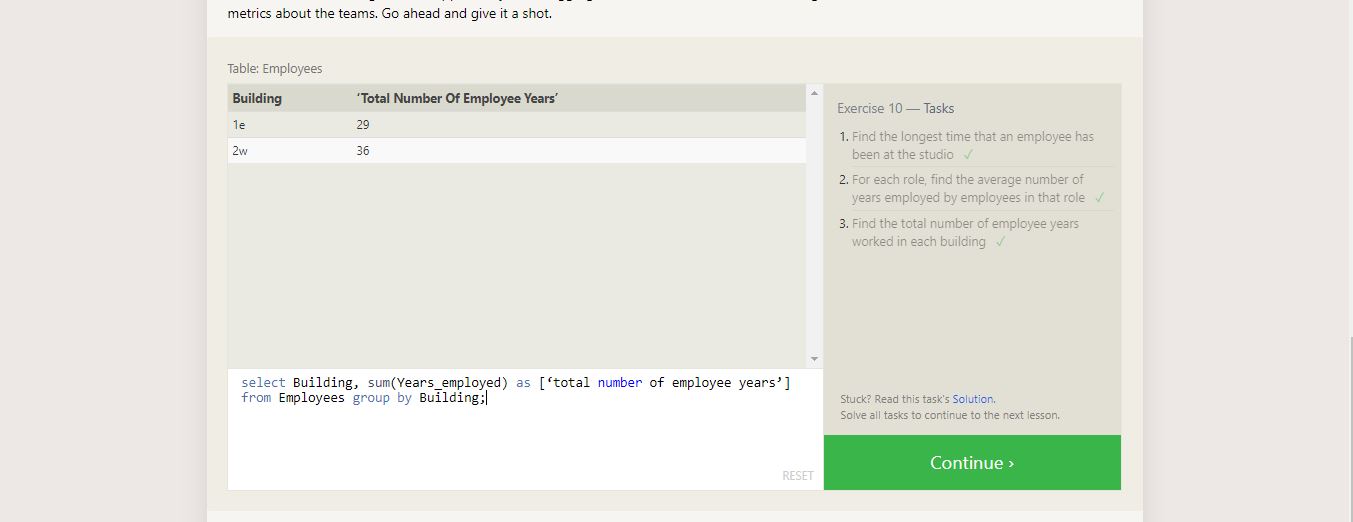 metrics about the teams. Go ahead and give it a shot.
Table: Employees
Building ‘Total Number Of Employee Years’
1e 29
2w 36
select Building, sum(Years_employed) as [‘total number of employee years’]
from Employees group by Building;
RESET
Exercise 10 — Tasks
1. Find the longest time that an employee has
been at the studio ✓
2. For each role, find the average number of
years employed by employees in that role ✓
3. Find the total number of employee years
worked in each building ✓
Stuck? Read this task's Solution.
Solve all tasks to continue to the next lesson.
Continue ›